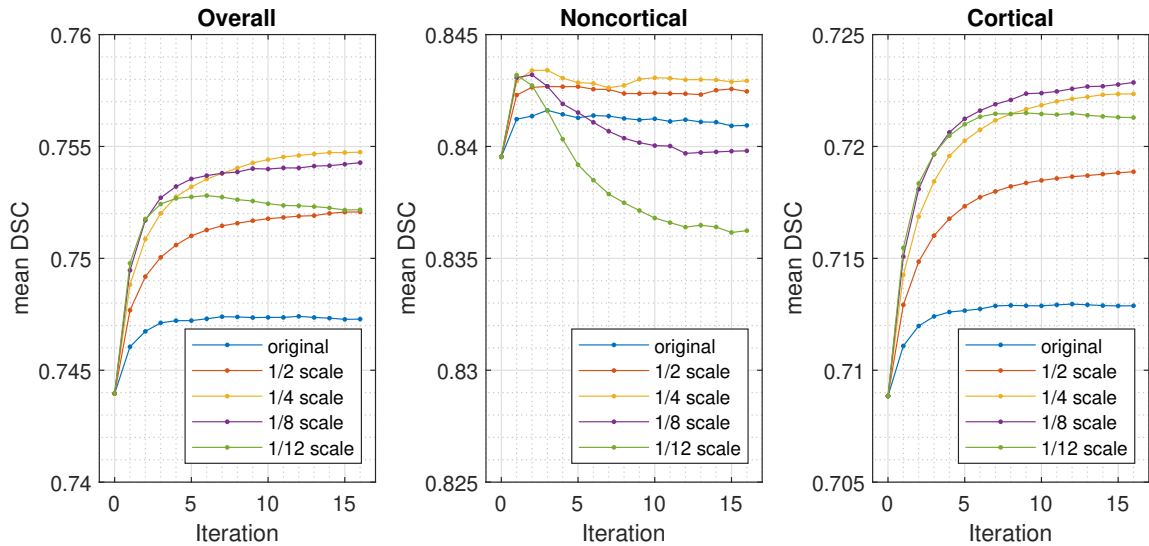 Overall
0.76
0.755
0.75
0.745
0.74
mean DSC
0
5
10
15
Iteration
original
1/2 scale
1/4 scale
1/8 scale
1/12 scale
Noncortical
0.845
0.84
0.835
0.83
0.825
mean DSC
0
5
10
15
Iteration
original
1/2 scale
1/4 scale
1/8 scale
1/12 scale
Cortical
0.725
0.72
0.715
0.71
0.705
mean DSC
0
5
10
15
Iteration
original
1/2 scale
1/4 scale
1/8 scale
1/12 scale